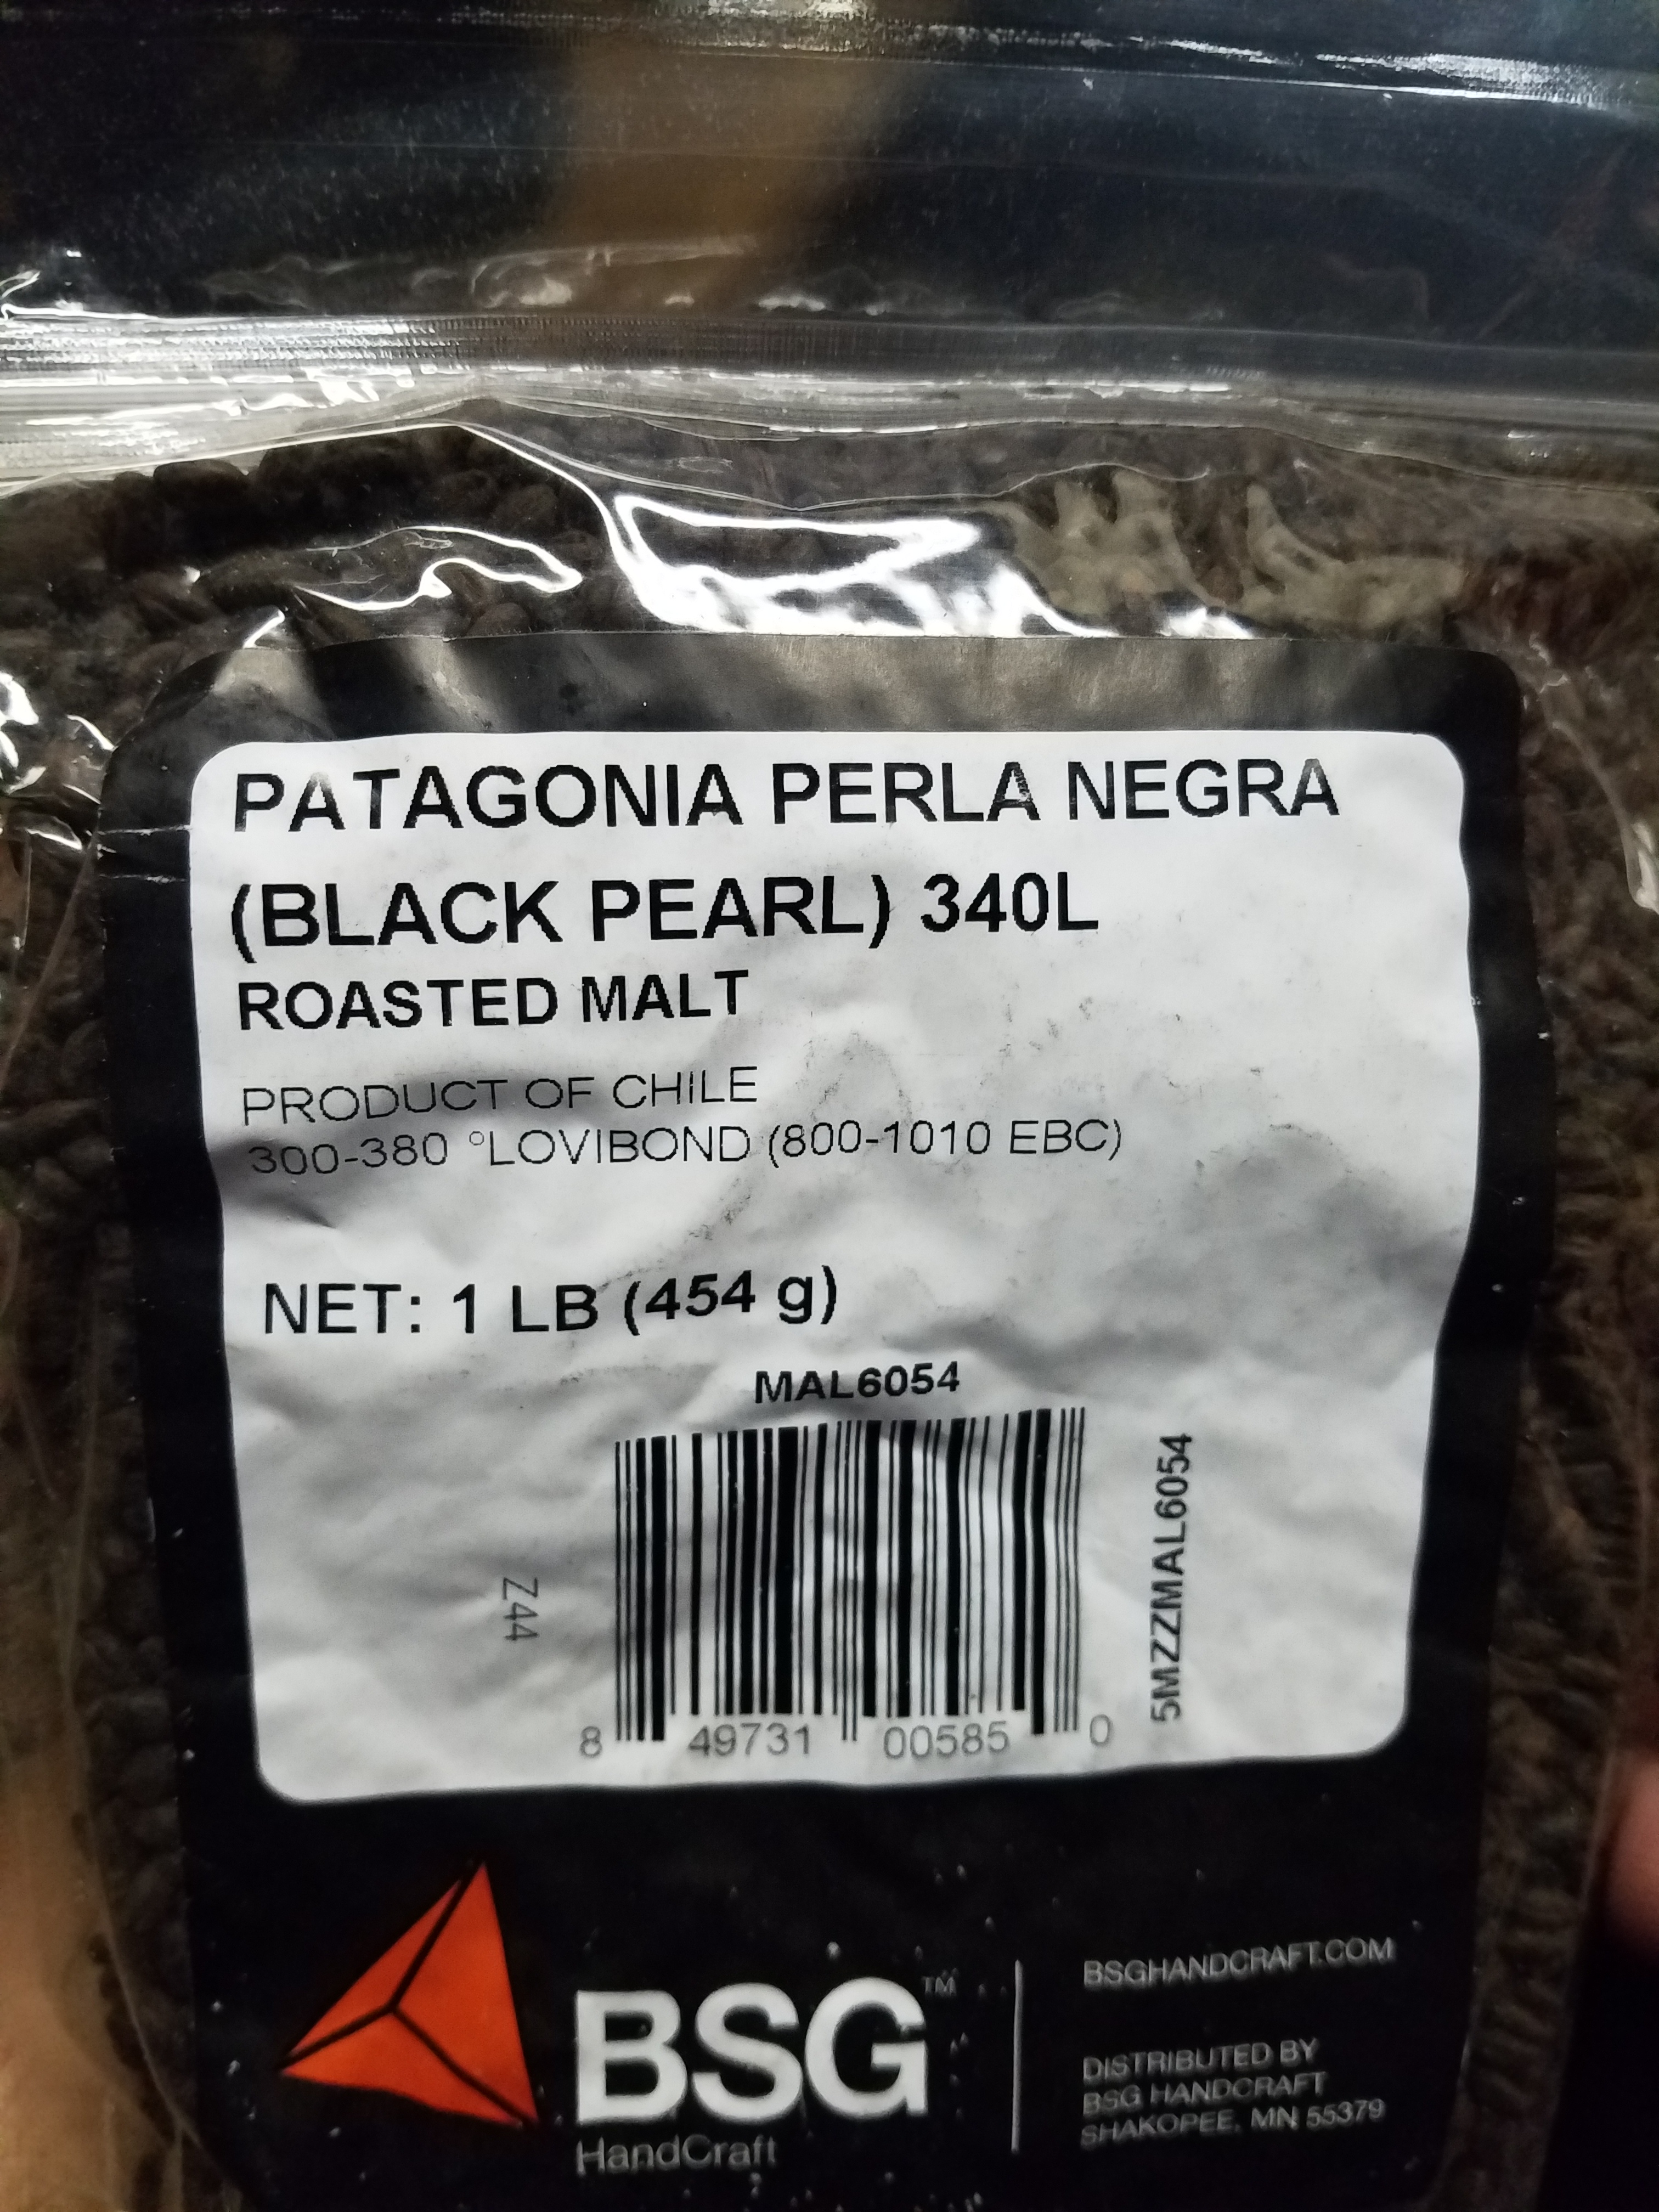 PATAGONIA PERLA NEGRA
(BLACK PEARL) 340L
ROASTED MALT
PRODUCT OF CHILE
300-380 °LOVIBOND (800-1010 EBC)
NET: 1 LB (454 g)
MAL6054
Z44
5MZZMAL6054
8 49731 00585 0
BSG™
HandCraft
BSGHANDCRAFT.COM
DISTRIBUTED BY
BSG HANDCRAFT
SHAKOPEE, MN 55379